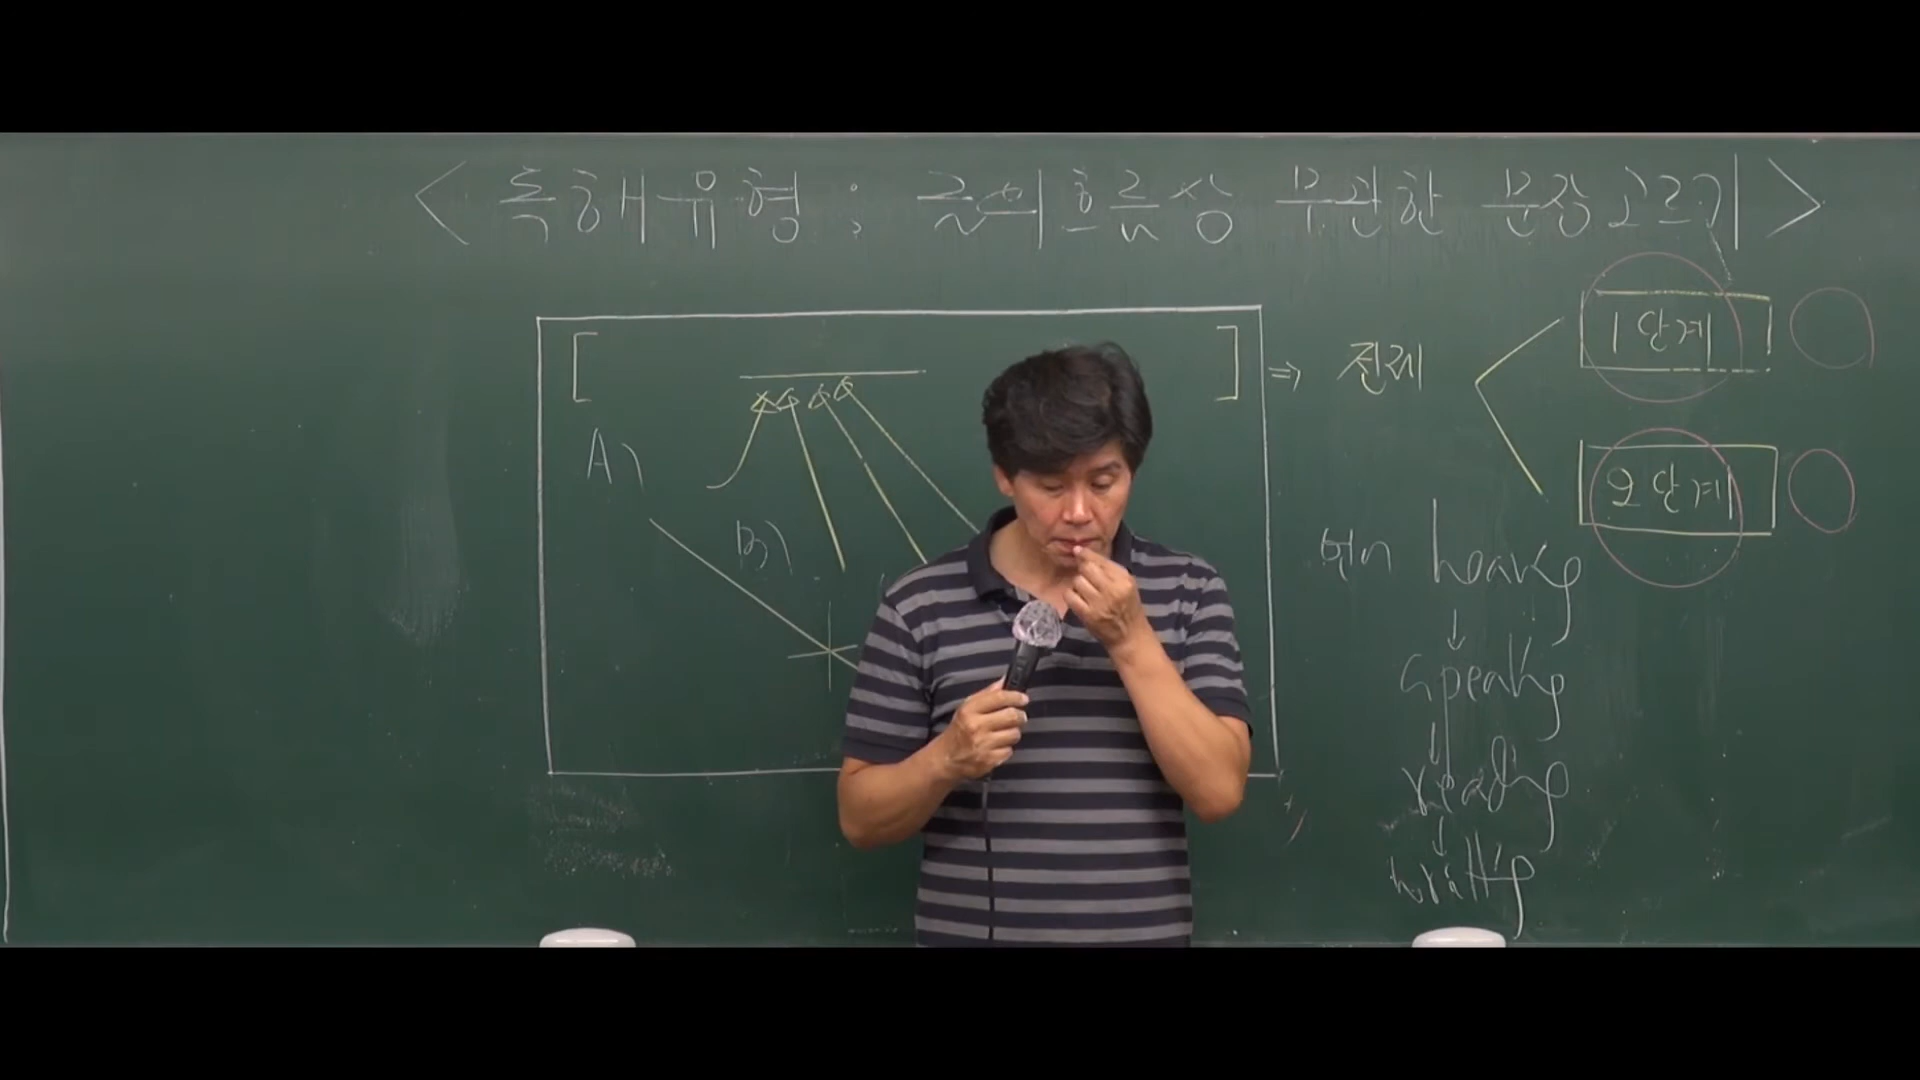 < 독해유형 : 글의 흐름상 무관한 문장 고르기 >
[ ] ⇒ 전제
1단계
2단계
A)
B)
언어 hearing
↓
speaking
↓
reading
↓
writing